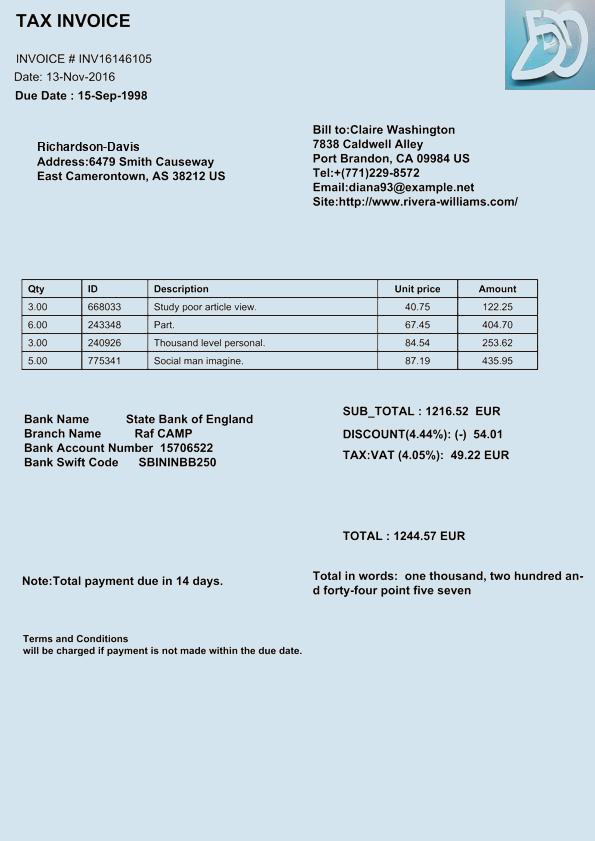 TAX INVOICE
INVOICE # INV16146105
Date: 13-Nov-2016
Due Date : 15-Sep-1998
Richardson-Davis
Address:6479 Smith Causeway
East Camerontown, AS 38212 US
Bill to:Claire Washington
7838 Caldwell Alley
Port Brandon, CA 09984 US
Tel:+(771)229-8572
Email:diana93@example.net
Site:http://www.rivera-williams.com/
Qty ID Description Unit price Amount
3.00 668033 Study poor article view. 40.75 122.25
6.00 243348 Part. 67.45 404.70
3.00 240926 Thousand level personal. 84.54 253.62
5.00 775341 Social man imagine. 87.19 435.95
Bank Name State Bank of England
Branch Name Raf CAMP
Bank Account Number 15706522
Bank Swift Code SBININBB250
SUB_TOTAL : 1216.52 EUR
DISCOUNT(4.44%): (-) 54.01
TAX:VAT (4.05%): 49.22 EUR
TOTAL : 1244.57 EUR
Note:Total payment due in 14 days.
Total in words: one thousand, two hundred an-
d forty-four point five seven
Terms and Conditions
will be charged if payment is not made within the due date.